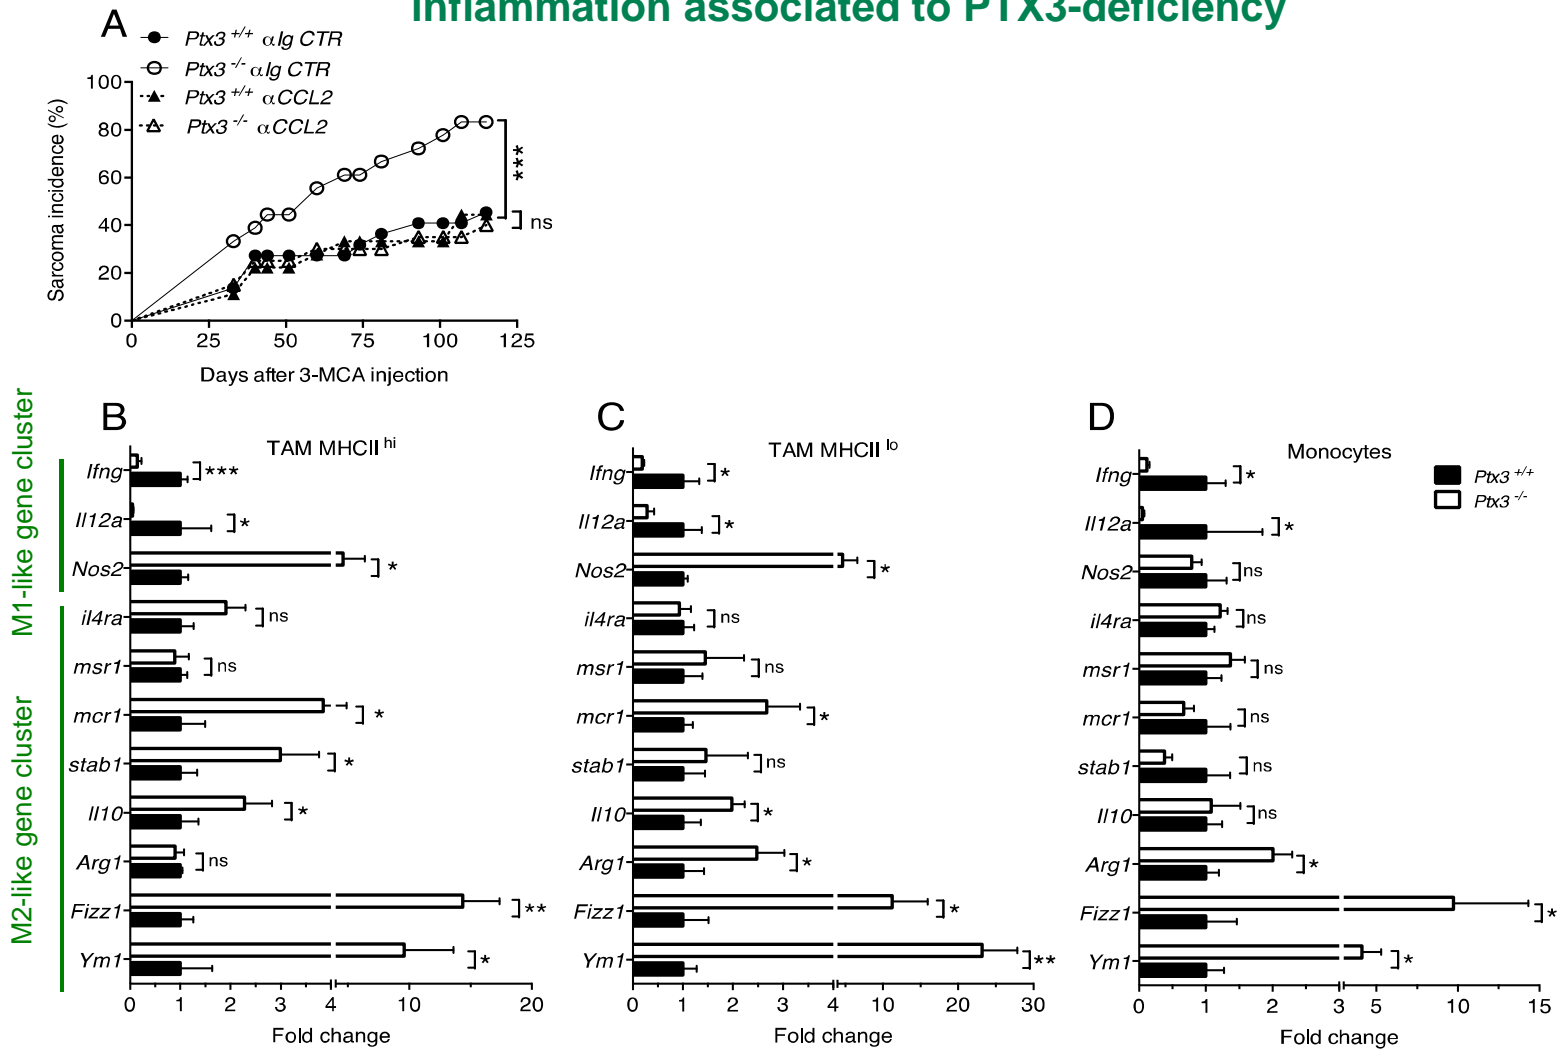 Inflammation associated to PTX3-deficiency
A
Ptx3 +/+ αIg CTR
Ptx3 -/- αIg CTR
Ptx3 +/+ αCCL2
Ptx3 -/- αCCL2
Sarcoma incidence (%)
100
80
60
40
20
0
***
ns
0 25 50 75 100 125
Days after 3-MCA injection
M1-like gene cluster
M2-like gene cluster
B
TAM MHCII hi
Ifng ***
Il12a *
Nos2 *
il4ra ns
msr1 ns
mcr1 *
stab1 *
Il10 *
Arg1 ns
Fizz1 **
Ym1 *
0 1 2 3 4 10 20
Fold change
C
TAM MHCII lo
Ifng *
Il12a *
Nos2 *
il4ra ns
msr1 ns
mcr1 *
stab1 ns
Il10 *
Arg1 *
Fizz1 *
Ym1 **
0 1 2 3 4 10 20 30
Fold change
D
Monocytes
Ptx3 +/+
Ptx3 -/-
Ifng *
Il12a *
Nos2 ns
il4ra ns
msr1 ns
mcr1 ns
stab1 ns
Il10 ns
Arg1 *
Fizz1 *
Ym1 *
0 1 2 3 5 10 15
Fold change